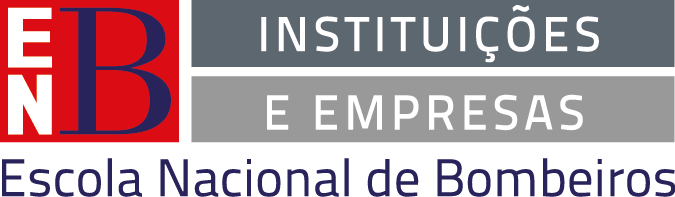 ENB
INSTITUIÇÕES
E EMPRESAS
Escola Nacional de Bombeiros